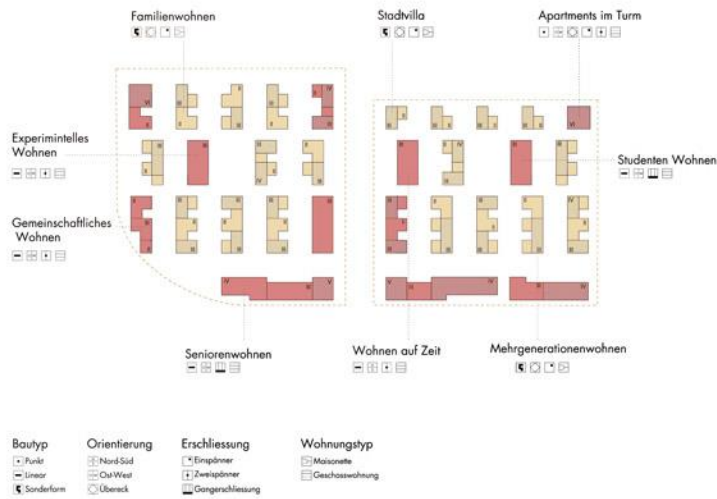 Familienwohnen
Stadtvilla
Apartments im Turm
Experimintelles
Wohnen
Studenten Wohnen
Gemeinschaftliches
Wohnen
Seniorenwohnen
Wohnen auf Zeit
Mehrgenerationenwohnen
Bautyp
Orientierung
Erschliessung
Wohnungstyp
Punkt
Nord-Süd
Einspänner
Maisonette
Linear
Ost-West
Zweispänner
Geschosswohnung
Sonderform
Übereck
Gangerschliessung